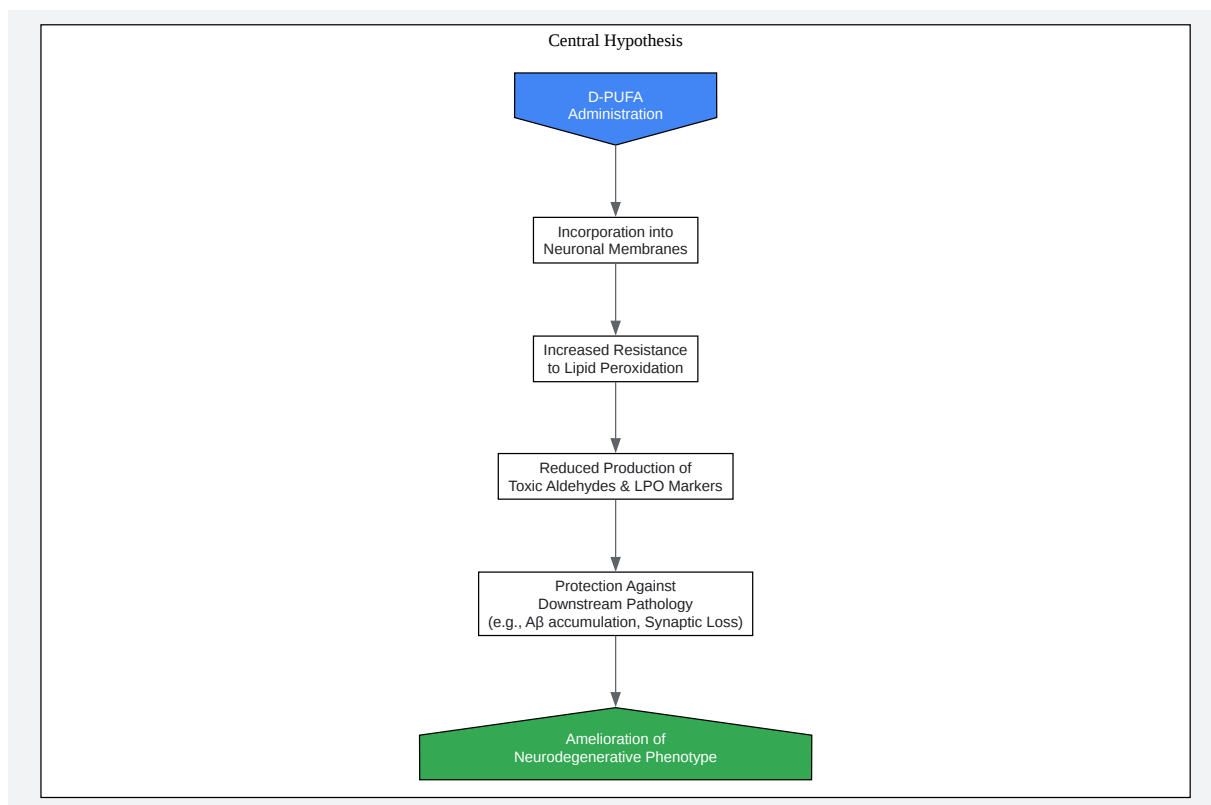 Central Hypothesis
D-PUFA
Administration
Incorporation into
Neuronal Membranes
Increased Resistance
to Lipid Peroxidation
Reduced Production of
Toxic Aldehydes & LPO Markers
Protection Against
Downstream Pathology
(e.g., Aβ accumulation, Synaptic Loss)
Amelioration of
Neurodegenerative Phenotype